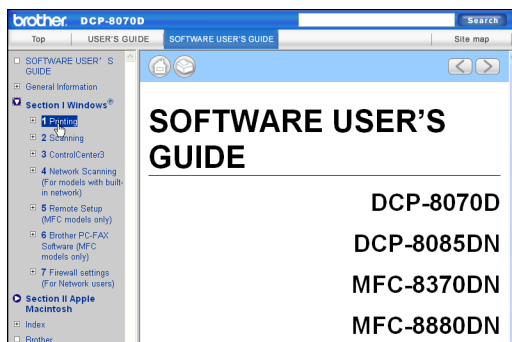 brother. DCP-8070D
Search
Top USER'S GUIDE SOFTWARE USER'S GUIDE Site map
SOFTWARE USER' S
GUIDE
General Information
Section I Windows®
1 Printing
2 Scanning
3 ControlCenter3
4 Network Scanning
(For models with built-
in network)
5 Remote Setup
(MFC models only)
6 Brother PC-FAX
Software (MFC
models only)
7 Firewall settings
(For Network users)
Section II Apple
Macintosh
Index
Brother
SOFTWARE USER’S
GUIDE
DCP-8070D
DCP-8085DN
MFC-8370DN
MFC-8880DN